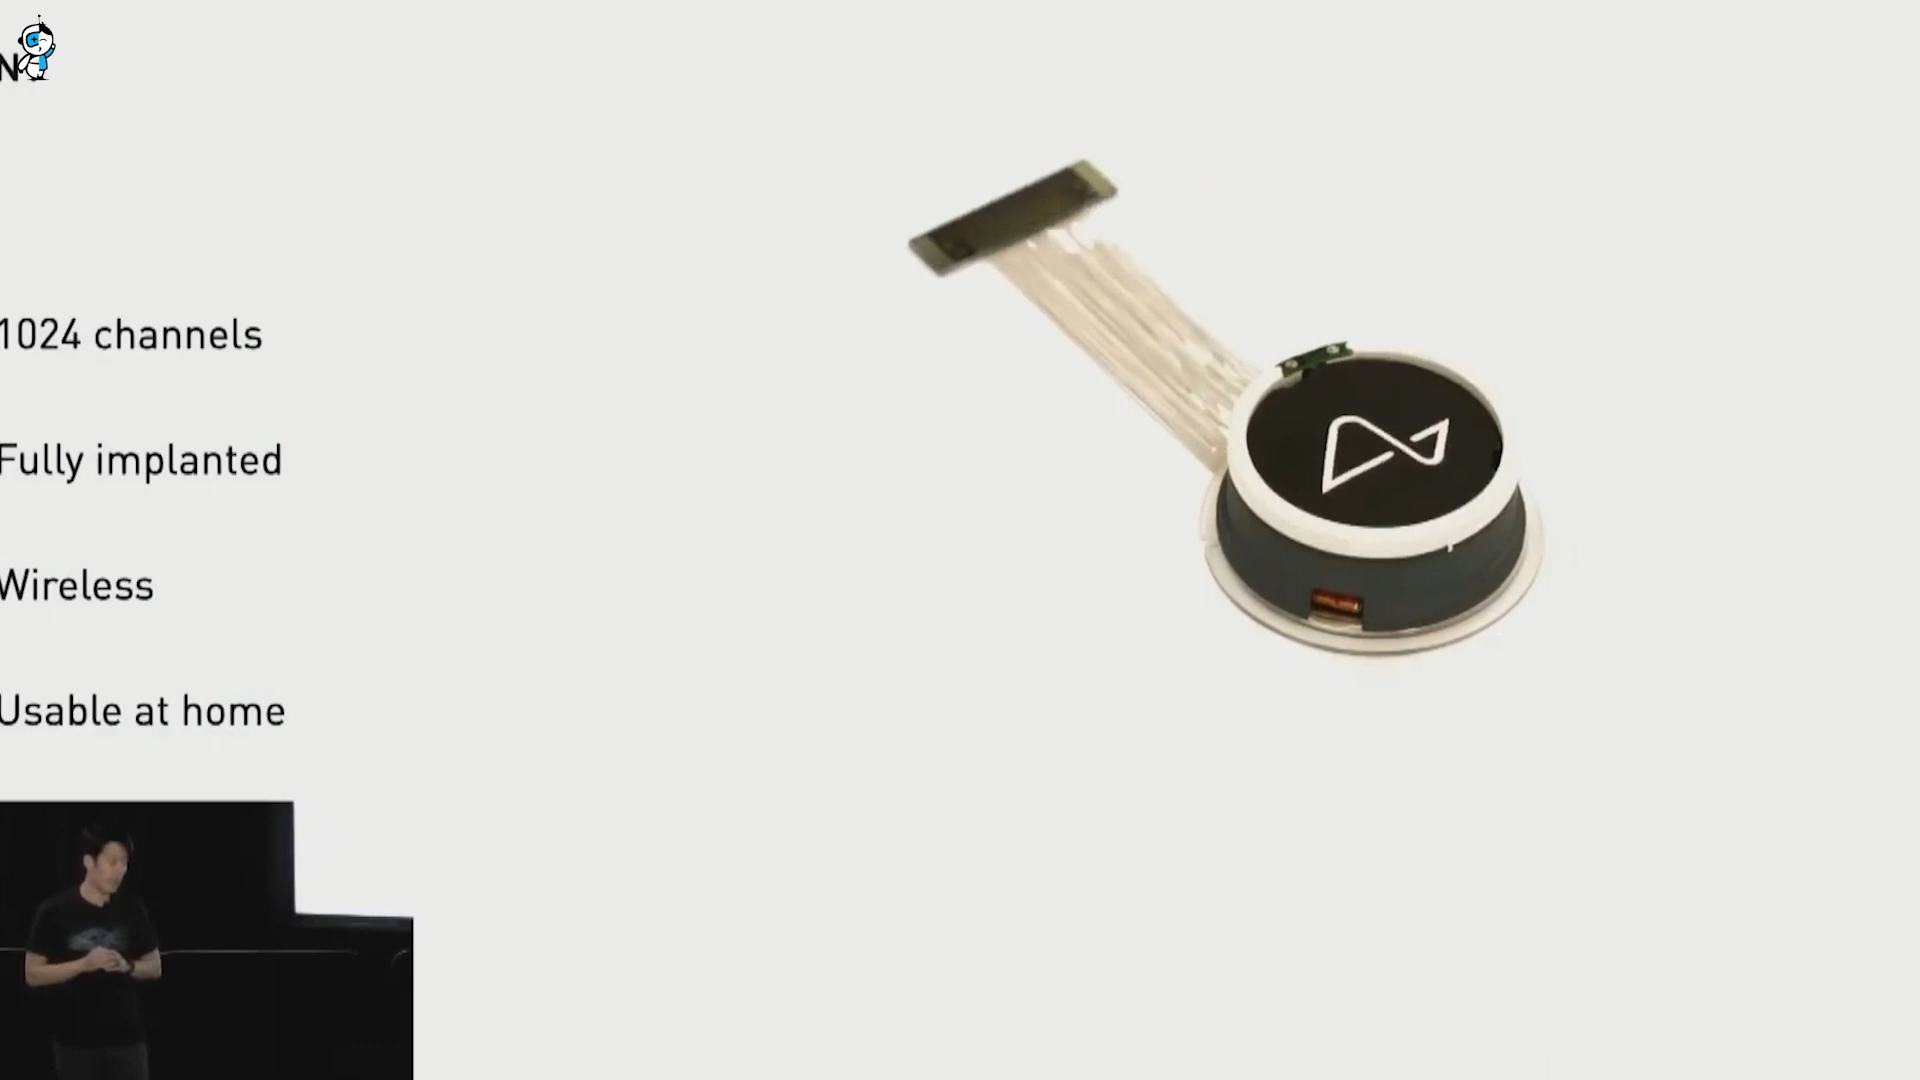 N
1024 channels
Fully implanted
Wireless
Usable at home